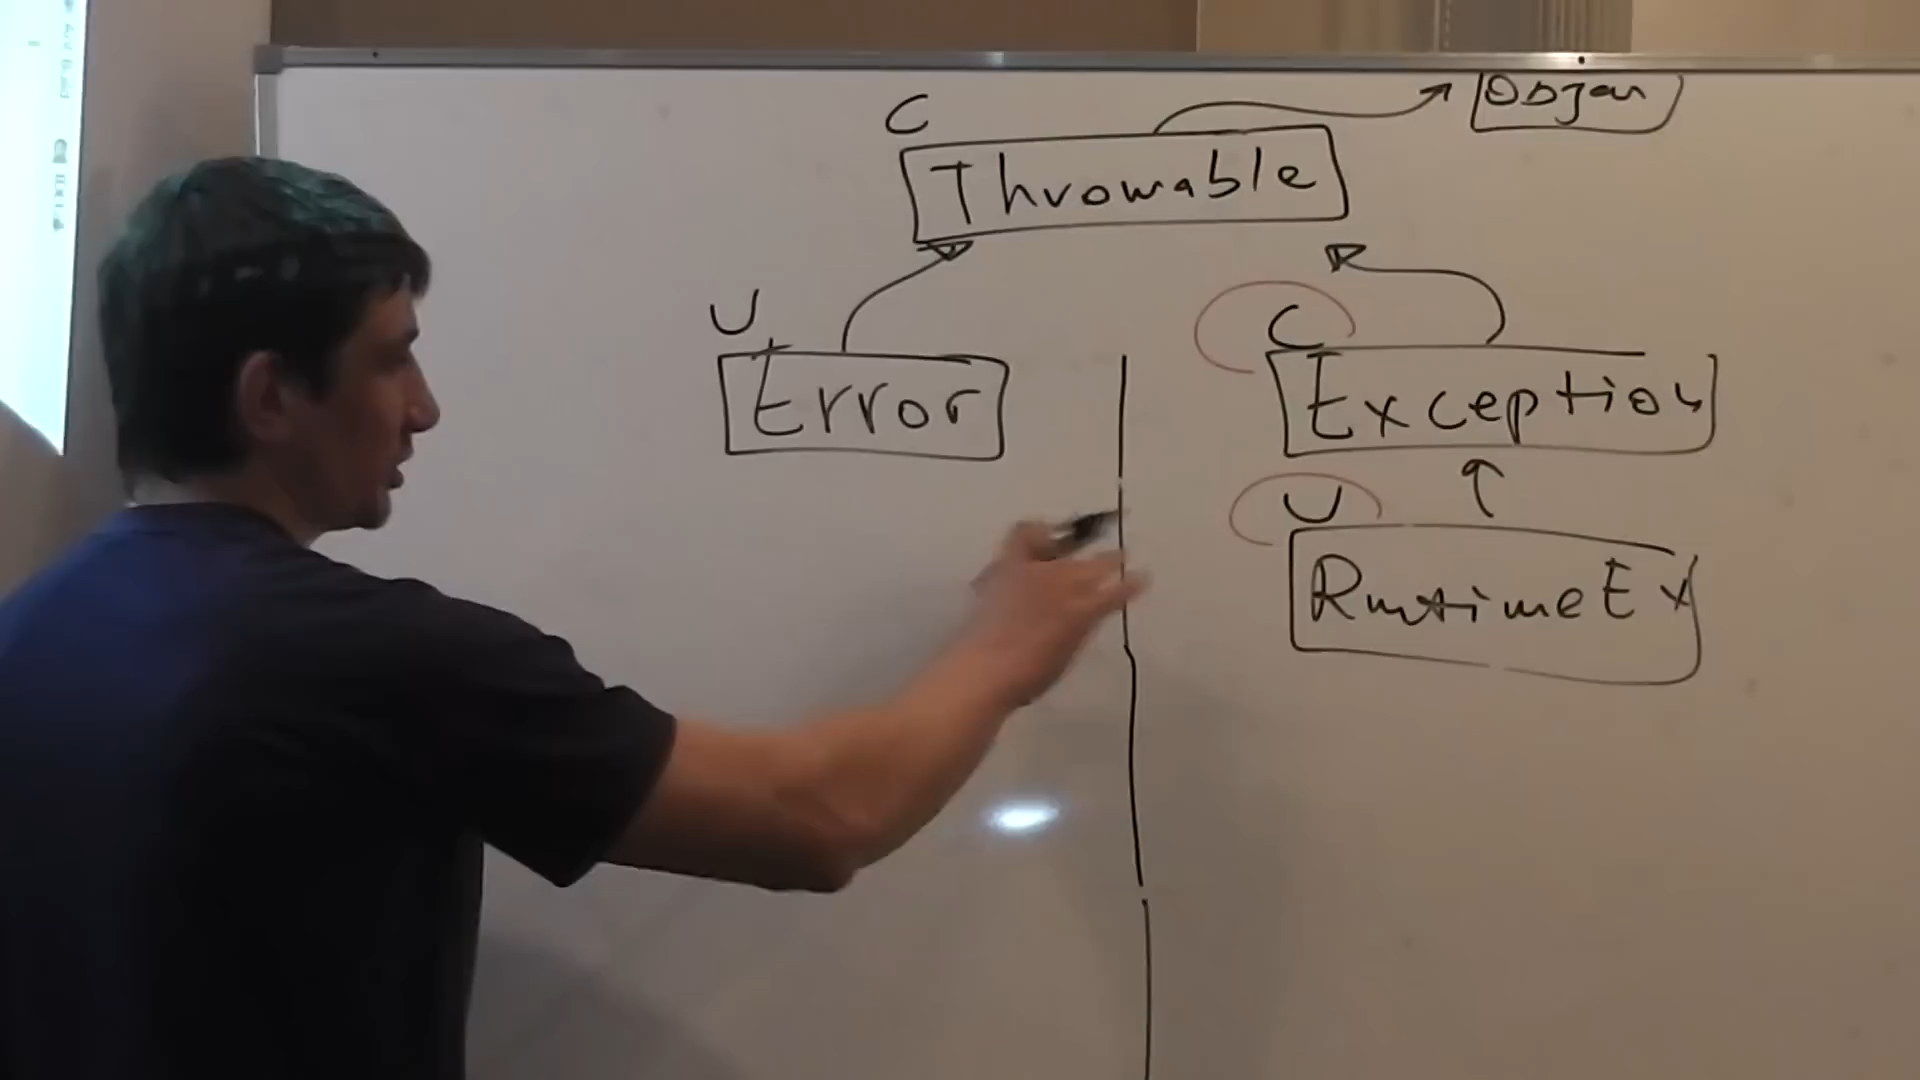 C
Throwable
U
Error
C
Exception
U
RuntimeEx